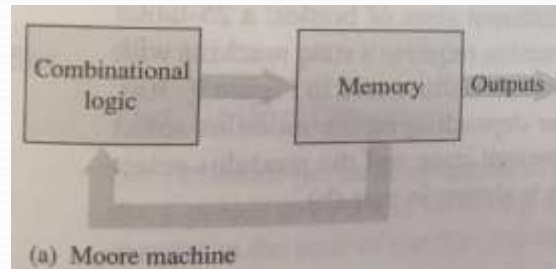 Combinational
logic
Memory
Outputs
(a) Moore machine